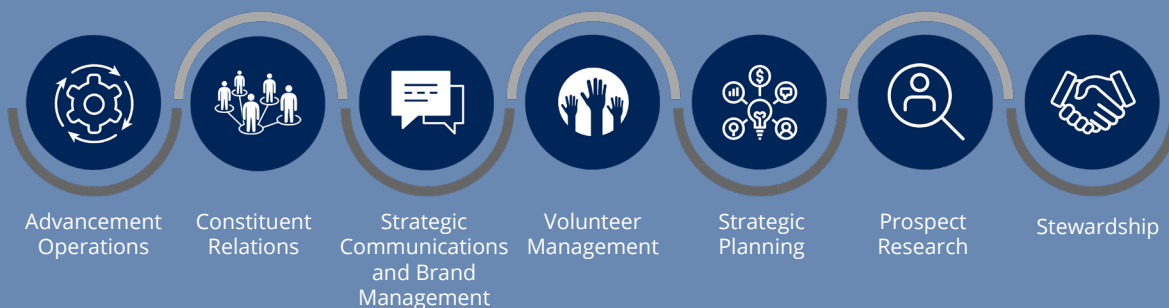 Advancement
Operations
Constituent
Relations
Strategic
Communications
and Brand
Management
Volunteer
Management
Strategic
Planning
Prospect
Research
Stewardship